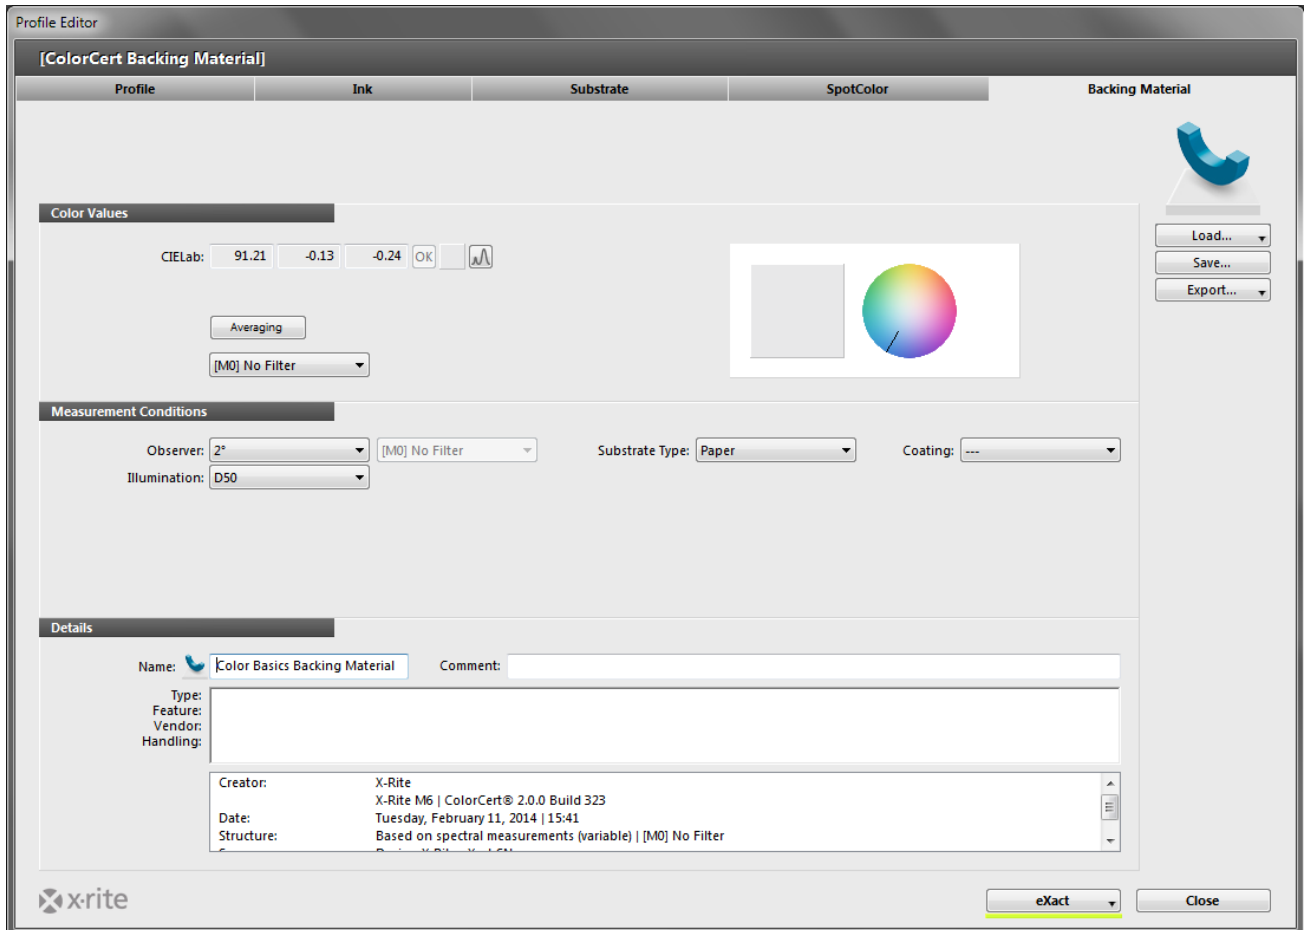 Profile Editor
[ColorCert Backing Material]
Profile Ink Substrate SpotColor Backing Material
Load...
Save...
Export...
Color Values
CIELab: 91.21 -0.13 -0.24 OK
Averaging
[M0] No Filter
Measurement Conditions
Observer: 2° [M0] No Filter Substrate Type: Paper Coating: ---
Illumination: D50
Details
Name: Color Basics Backing Material Comment:
Type:
Feature:
Vendor:
Handling:
Creator: X-Rite
X-Rite M6 | ColorCert® 2.0.0 Build 323
Date: Tuesday, February 11, 2014 | 15:41
Structure: Based on spectral measurements (variable) | [M0] No Filter
x·rite eXact Close